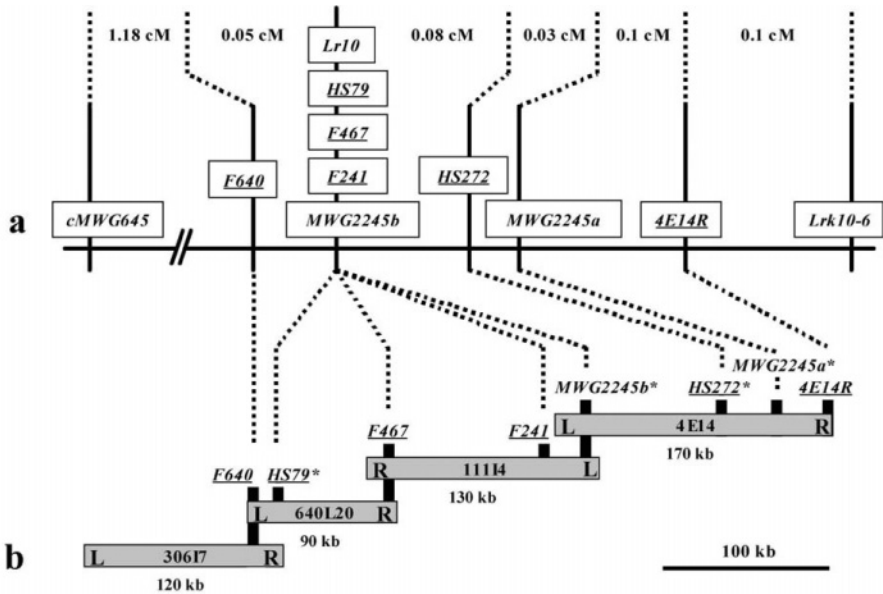 1.18 cM 0.05 cM 0.08 cM 0.03 cM 0.1 cM 0.1 cM
Lr10
HS79
F467
F640 F241 HS272
a cMWG645 MWG2245b MWG2245a 4E14R Lrk10-6
MWG2245a*
MWG2245b* HS272* 4E14R
F467 F241 L 4E14 R
170 kb
F640 HS79* R 111I4 L
130 kb
L 640L20 R
90 kb
100 kb
b L 306I7 R
120 kb